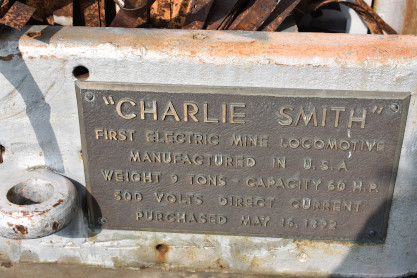 "CHARLIE SMITH"
FIRST ELECTRIC MINE LOCOMOTIVE
MANUFACTURED IN U.S.A
WEIGHT 9 TONS - CAPACITY 60 H.P.
500 VOLTS DIRECT CURRENT
PURCHASED MAY 16, 1892